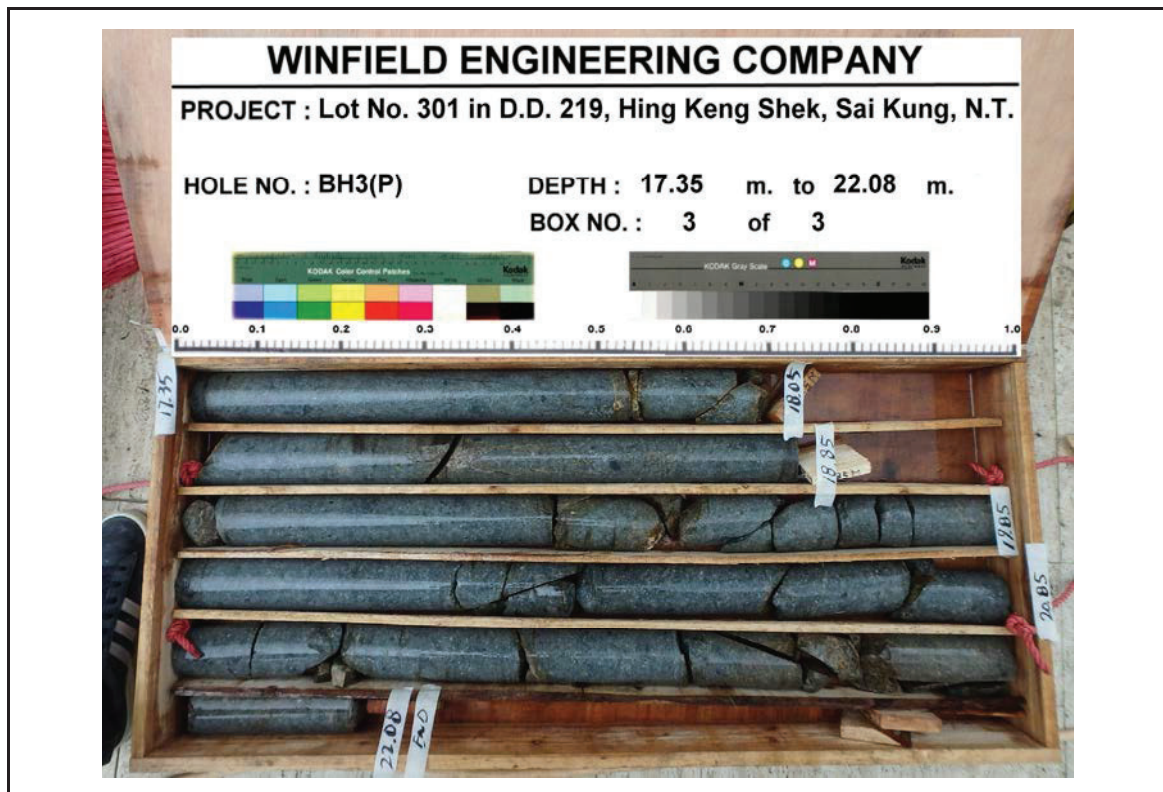 WINFIELD ENGINEERING COMPANY
PROJECT : Lot No. 301 in D.D. 219, Hing Keng Shek, Sai Kung, N.T.
HOLE NO. : BH3(P) DEPTH : 17.35 m. to 22.08 m.
BOX NO. : 3 of 3
KODAK Color Control Patches Kodak
KODAK Gray Scale C Y M Kodak
0.0 0.1 0.2 0.3 0.4 0.5 0.6 0.7 0.8 0.9 1.0
17.35
18.05
18.85
19.85
20.85
22.08
END